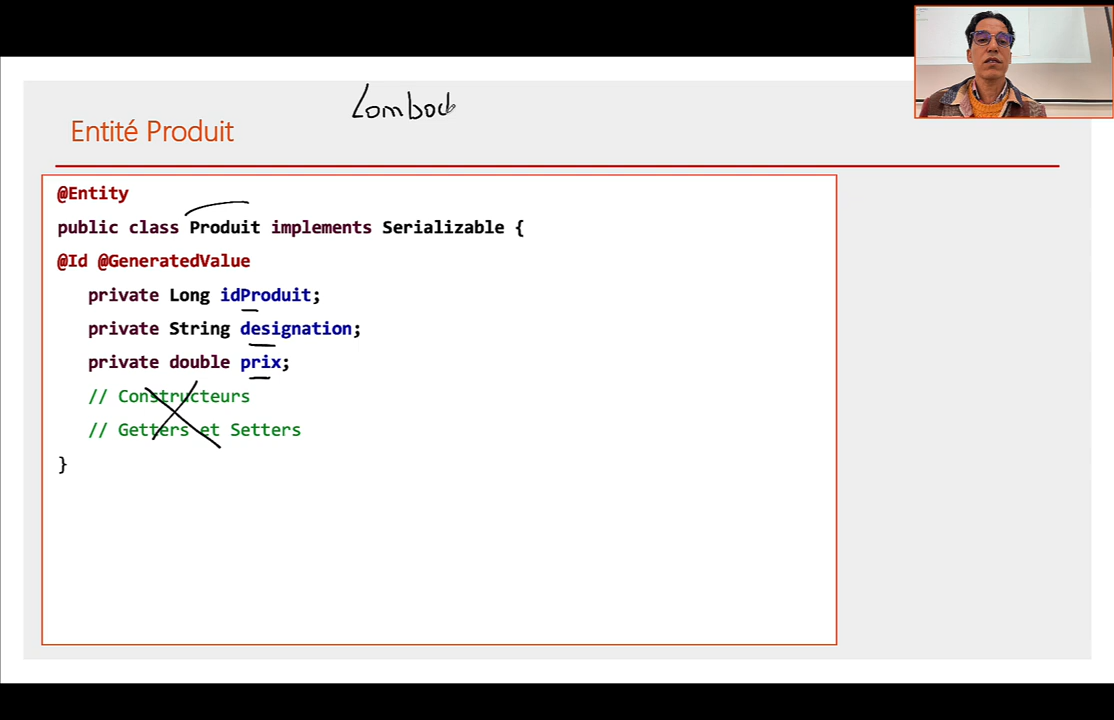 Lombok
Entité Produit
@Entity
public class Produit implements Serializable {
@Id @GeneratedValue
private Long idProduit;
private String designation;
private double prix;
// Constructeurs
// Getters et Setters
}